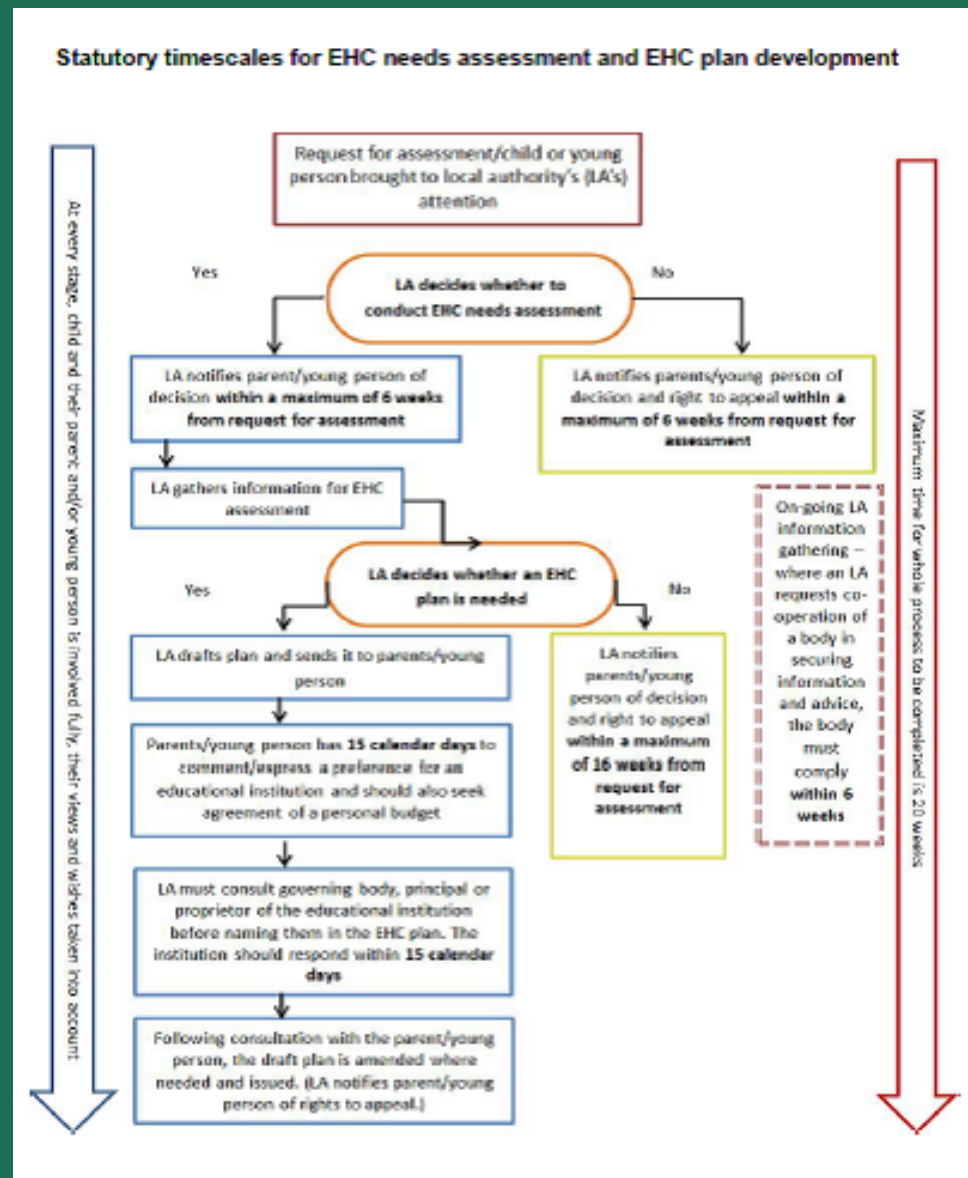 Statutory timescales for EHC needs assessment and EHC plan development
Request for assessment/child or young
person brought to local authority's (LA's)
attention
Yes
No
LA decides whether to
conduct EHC needs assessment
LA notifies parent/young person of
decision within a maximum of 6 weeks
from request for assessment
LA notifies parents/young person of
decision and right to appeal within a
maximum of 6 weeks from request for
assessment
LA gathers information for EHC
assessment
On-going LA
information
gathering –
where an LA
requests co-
operation of
a body in
securing
information
and advice,
the body
must
comply
within 6
weeks
LA decides whether an EHC
plan is needed
Yes
No
LA drafts plan and sends it to parents/young
person
LA notifies
parents/young
person of decision
and right to appeal
within a maximum
of 16 weeks from
request for
assessment
Parents/young person has 15 calendar days to
comment/express a preference for an
educational institution and should also seek
agreement of a personal budget
LA must consult governing body, principal or
proprietor of the educational institution
before naming them in the EHC plan. The
institution should respond within 15 calendar
days
Following consultation with the parent/young
person, the draft plan is amended where
needed and issued. (LA notifies parent/young
person of rights to appeal.)
At every stage, child and their parent and/or young person is involved fully, their views and wishes taken into account
Maximum time for whole process to be completed is 20 weeks